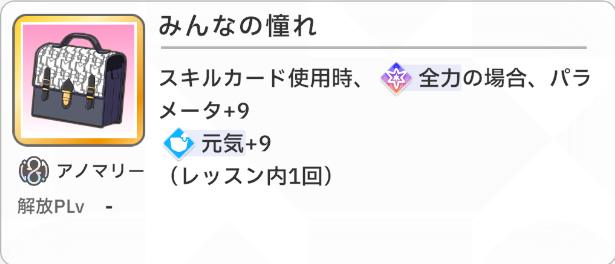 みんなの憧れ
スキルカード使用時、 全力の場合、パラ
メータ+9
元気+9
（レッスン内1回）
アノマリー
解放PLv -